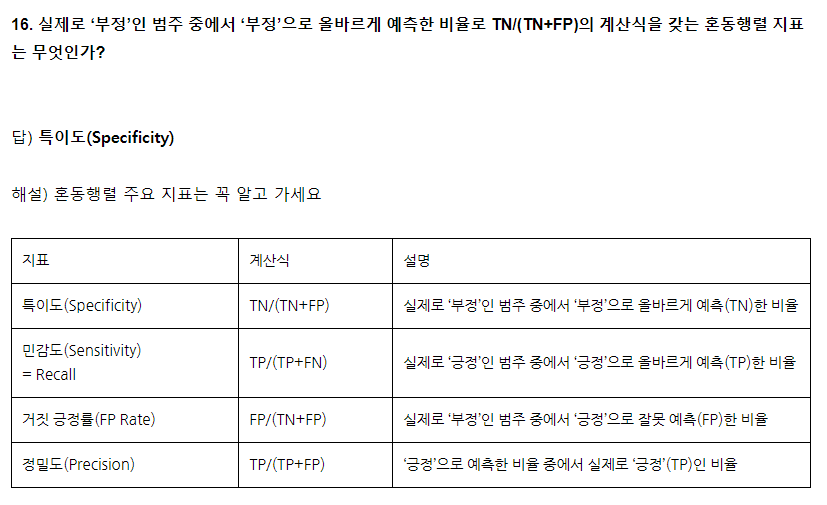 16. 실제로 ‘부정’인 범주 중에서 ‘부정’으로 올바르게 예측한 비율로 TN/(TN+FP)의 계산식을 갖는 혼동행렬 지표
는 무엇인가?
답) 특이도(Specificity)
해설) 혼동행렬 주요 지표는 꼭 알고 가세요
지표 계산식 설명
특이도(Specificity) TN/(TN+FP) 실제로 ‘부정’인 범주 중에서 ‘부정’으로 올바르게 예측(TN)한 비율
민감도(Sensitivity)
= Recall TP/(TP+FN) 실제로 ‘긍정’인 범주 중에서 ‘긍정’으로 올바르게 예측(TP)한 비율
거짓 긍정률(FP Rate) FP/(TN+FP) 실제로 ‘부정’인 범주 중에서 ‘긍정’으로 잘못 예측(FP)한 비율
정밀도(Precision) TP/(TP+FP) ‘긍정’으로 예측한 비율 중에서 실제로 ‘긍정’(TP)인 비율